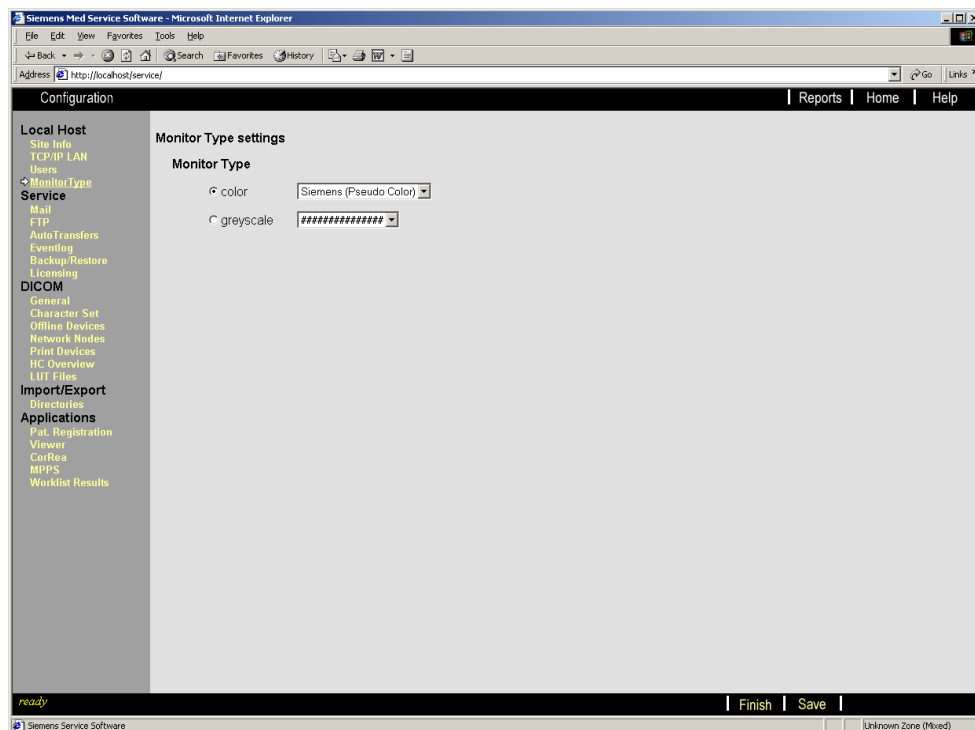 Siemens Med Service Software - Microsoft Internet Explorer
File Edit View Favorites Tools Help
Back Search Favorites History
Address http://localhost/service/ Go Links
Configuration Reports Home Help
Local Host
Site Info
TCP/IP LAN
Users
MonitorType
Service
Mail
FTP
AutoTransfers
Eventlog
Backup/Restore
Licensing
DICOM
General
Character Set
Offline Devices
Network Nodes
Print Devices
HC Overview
LUT Files
Import/Export
Directories
Applications
Pat. Registration
Viewer
CorRea
MPPS
Worklist Results
Monitor Type settings
Monitor Type
color Siemens (Pseudo Color)
greyscale ###############
ready Finish Save
Siemens Service Software Unknown Zone (Mixed)